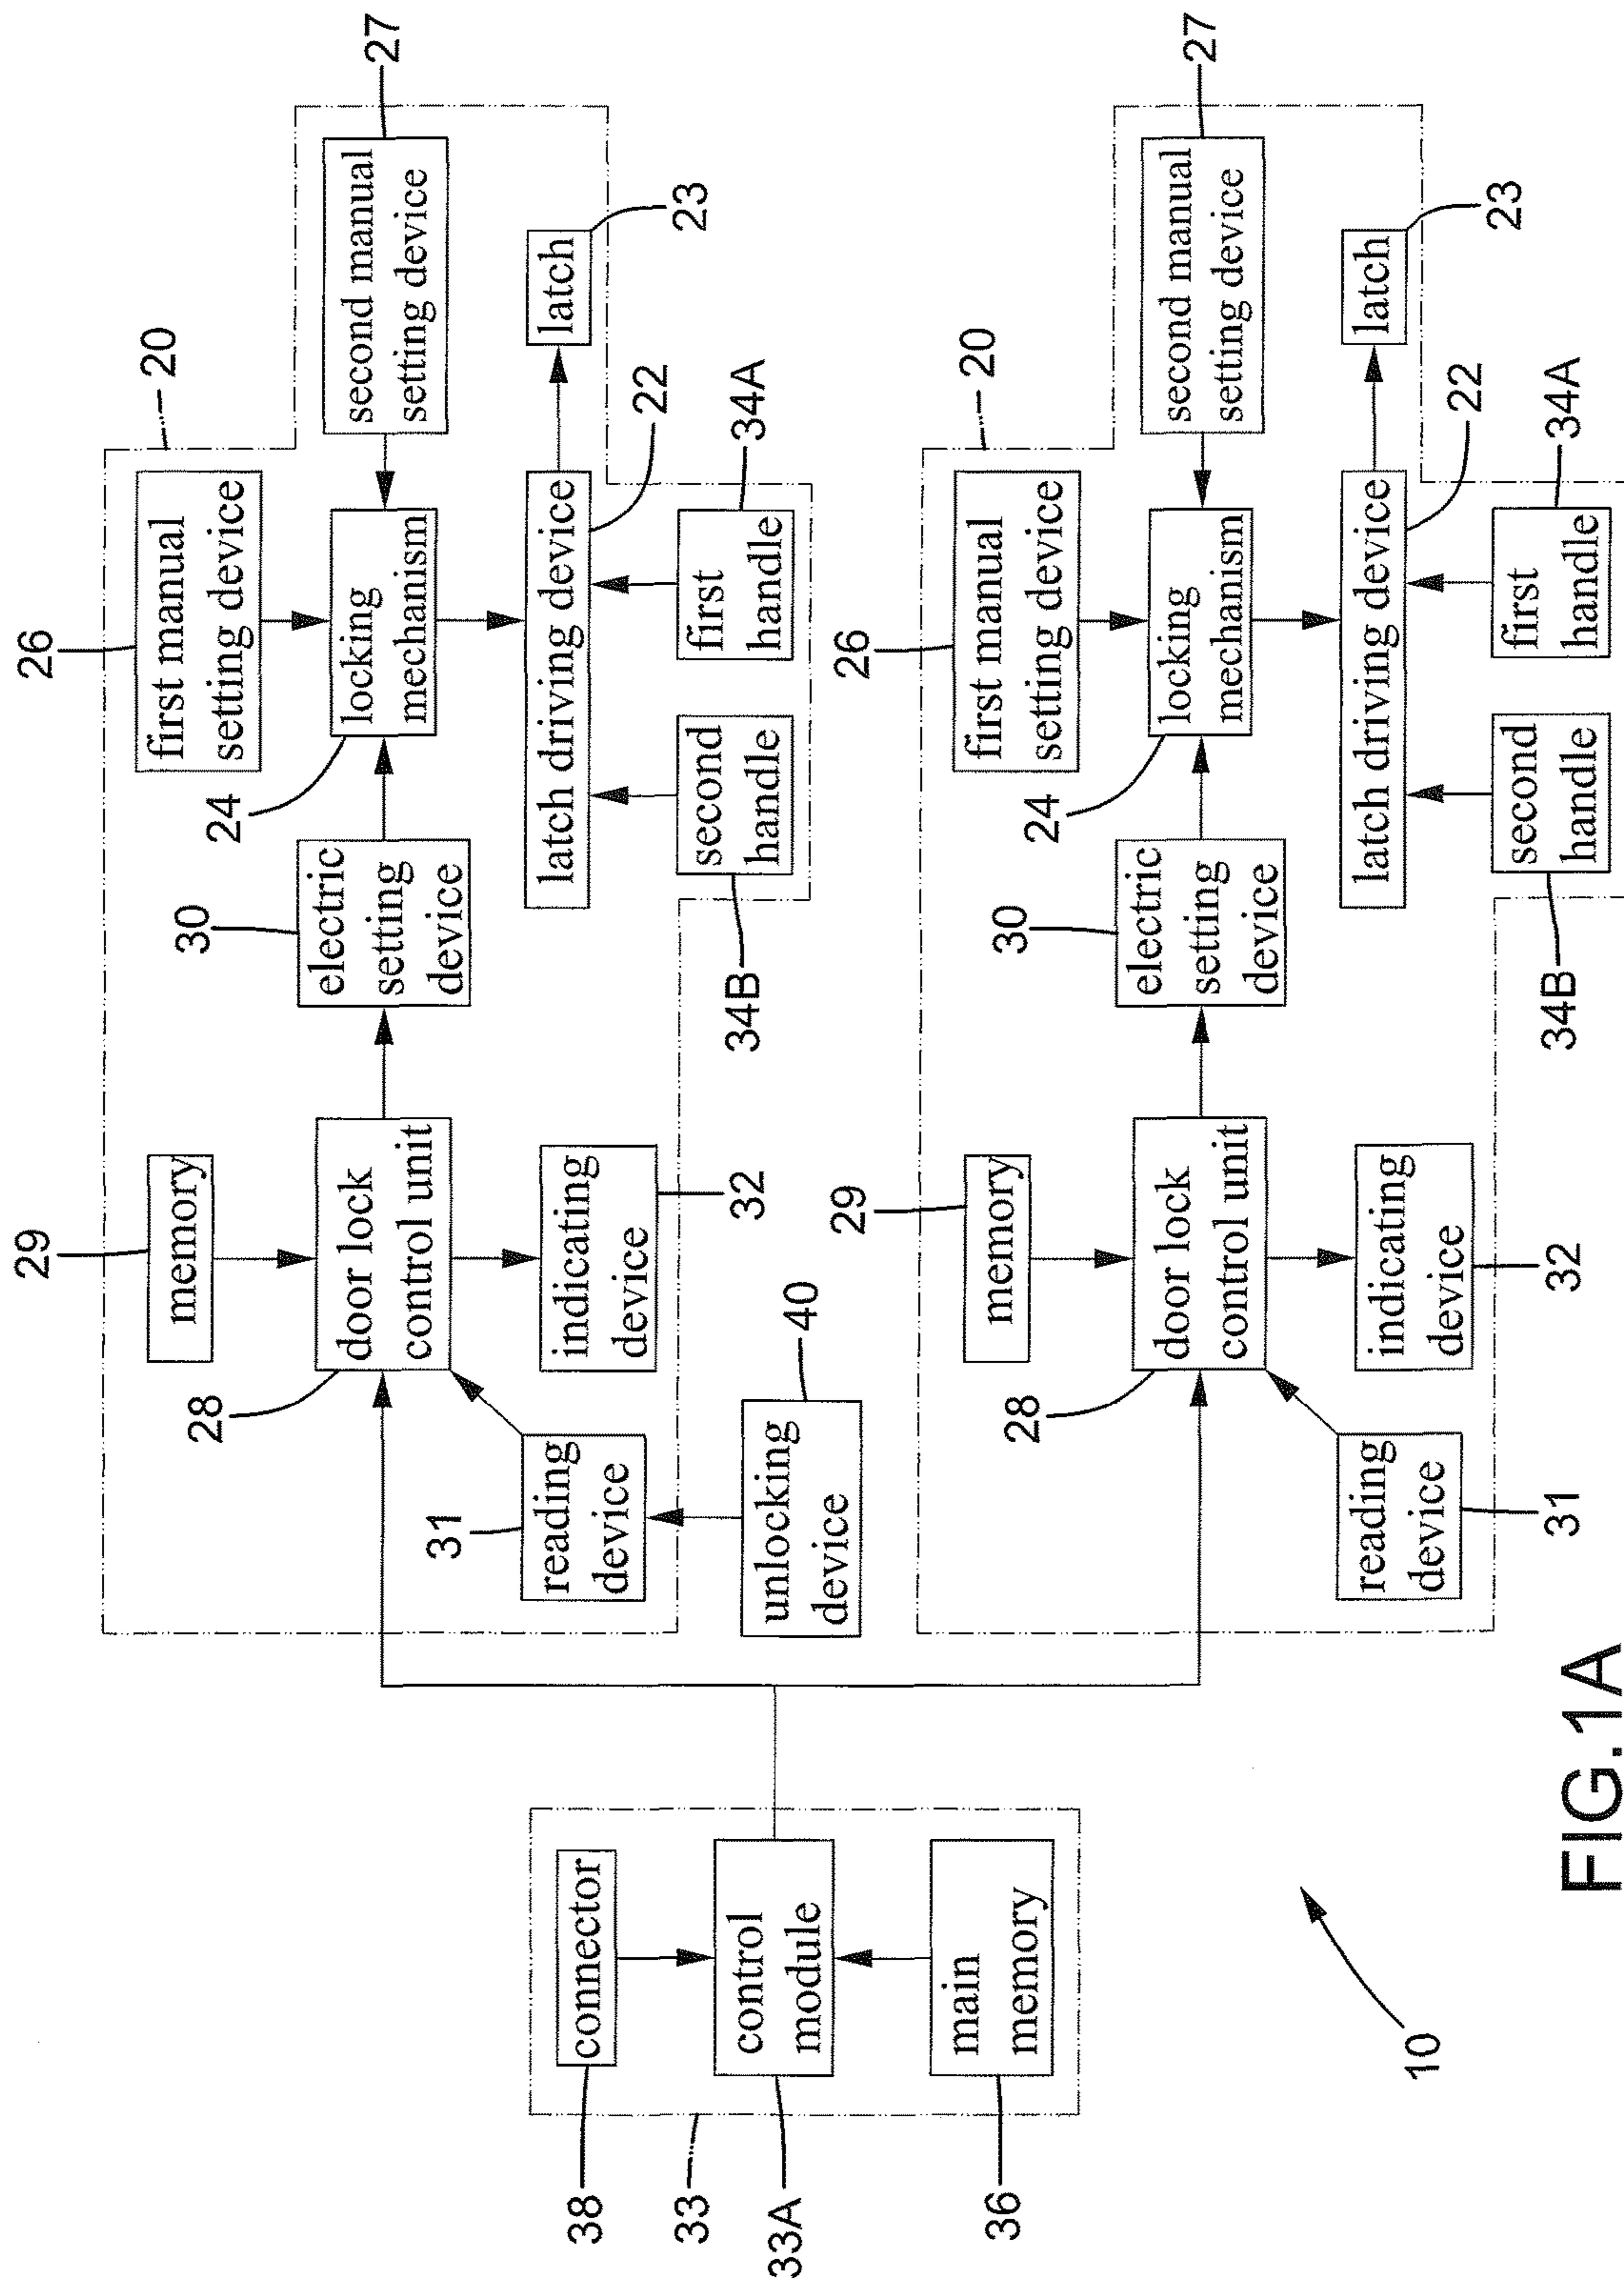 26
first manual
setting device
20
27
second manual
setting device
24
locking
mechanism
30
electric
setting
device
29
memory
28
door lock
control unit
23
latch
22
latch driving device
34A
first
handle
34B
second
handle
32
indicating
device
31
reading
device
40
unlocking
device
38
connector
33
33A
control
module
36
main
memory
26
first manual
setting device
20
27
second manual
setting device
24
locking
mechanism
30
electric
setting
device
29
memory
28
door lock
control unit
23
latch
22
latch driving device
34A
first
handle
34B
second
handle
32
indicating
device
31
reading
device
10
FIG.1A